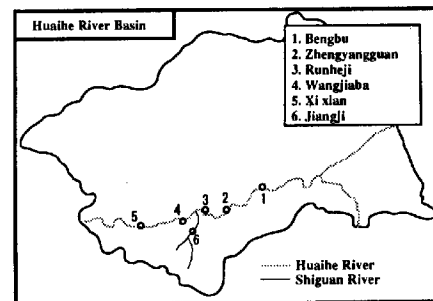 Huaihe River Basin
1. Bengbu
2. Zhengyangguan
3. Runheji
4. Wangjiaba
5. Xi xian
6. Jiangji
1
2
3
4
5
6
Huaihe River
Shiguan River